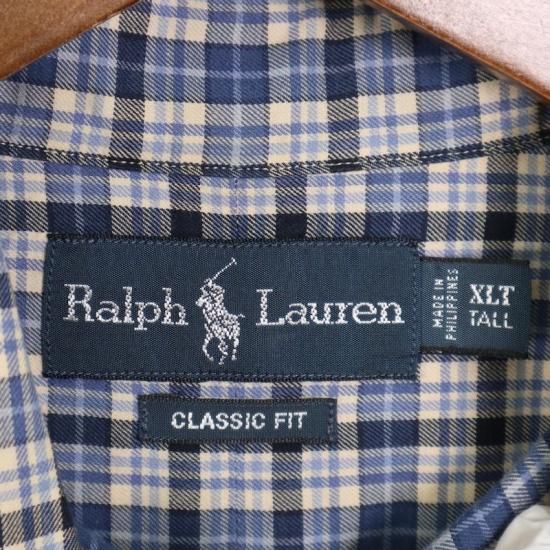 Ralph Lauren
MADE IN
PHILIPPINES
XLT
TALL
CLASSIC FIT